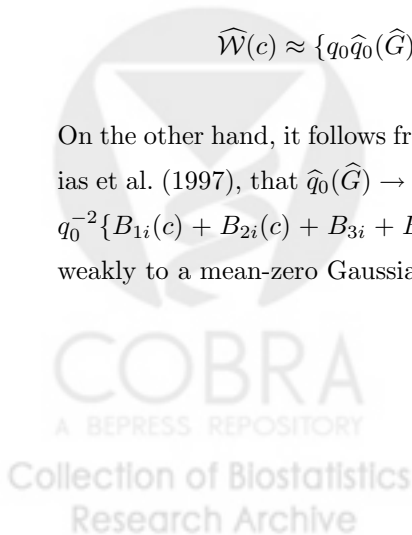 𝒲̂(c) ≈ {q₀q̂₀(Ĝ)
On the other hand, it follows fr
ias et al. (1997), that q̂₀(Ĝ) →
q₀⁻²{B₁ᵢ(c) + B₂ᵢ(c) + B₃ᵢ + B
weakly to a mean-zero Gaussia
COBRA
A BEPRESS REPOSITORY
Collection of Biostatistics
Research Archive